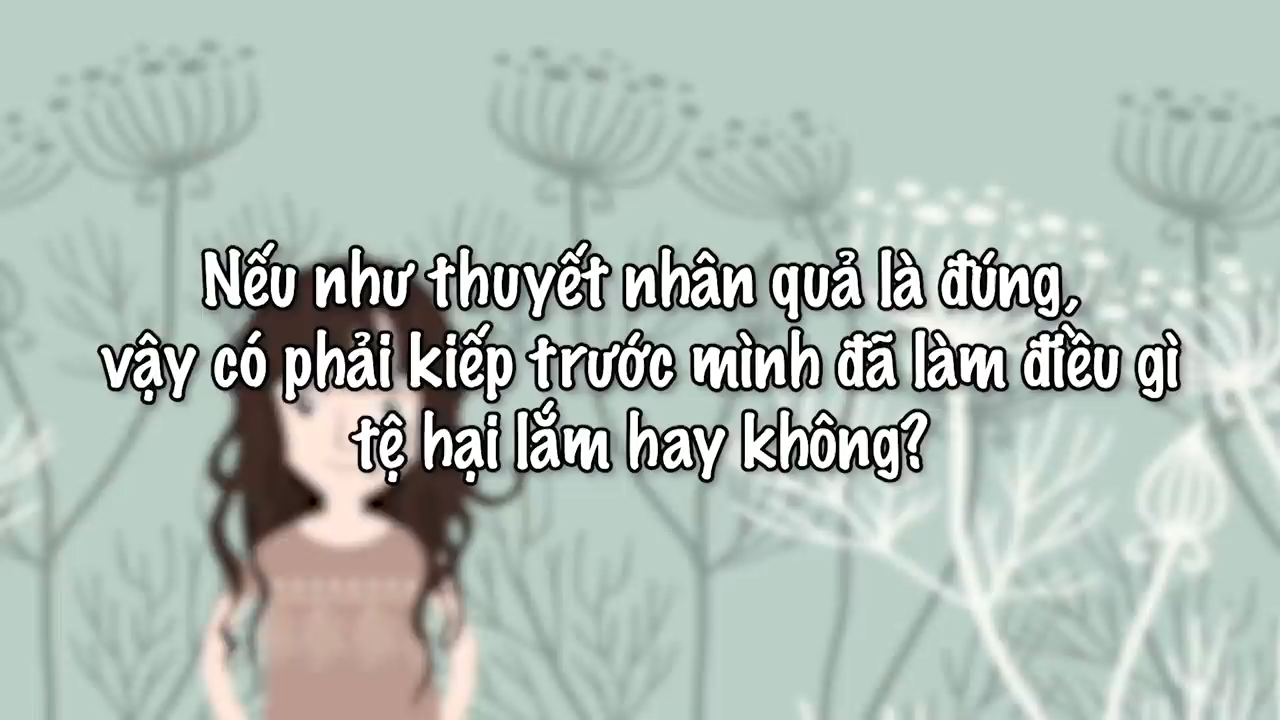 Nếu như thuyết nhân quả là đúng,
vậy có phải kiếp trước mình đã làm điều gì
tệ hại lắm hay không?